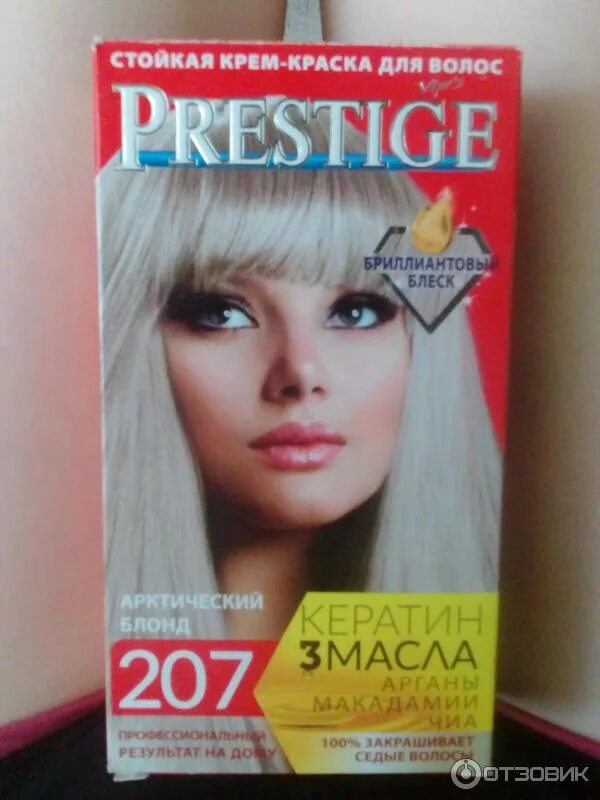 СТОЙКАЯ КРЕМ-КРАСКА ДЛЯ ВОЛОС
Vip's
PRESTIGE
БРИЛЛИАНТОВЫЙ
БЛЕСК
АРКТИЧЕСКИЙ
БЛОНД
207
ПРОФЕССИОНАЛЬНЫЙ
РЕЗУЛЬТАТ НА ДОМУ
КЕРАТИН
3 МАСЛА
АРГАНЫ
МАКАДАМИИ
ЧИА
100% ЗАКРАШИВАЕТ
СЕДЫЕ ВОЛОСЫ
ОТЗОВИК